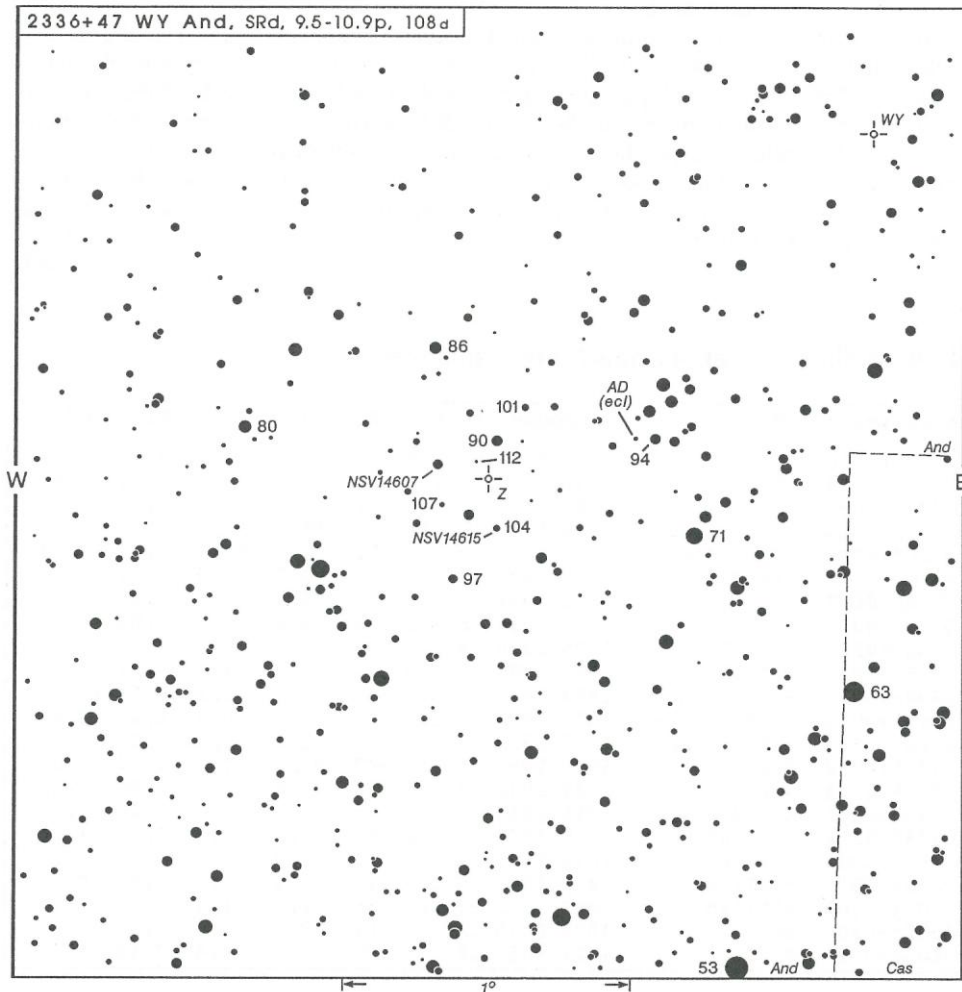 2336+47 WY And, SRd, 9.5-10.9p, 108d
WY
86
AD
(ecl)
101
80
90
94
And
112
W
NSV14607
Z
E
107
NSV14615
104
71
97
63
53
And
Cas
1°